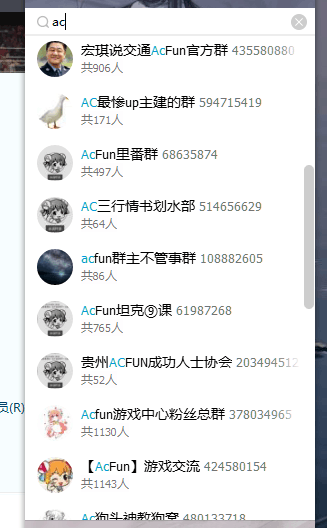 ac
宏琪说交通AcFun官方群 435580880
共906人
AC最惨up主建的群 594715419
共171人
AcFun里番群 68635874
共497人
AC三行情书划水部 514656629
共64人
acfun群主不管事群 108882605
共86人
AcFun坦克⑨课 61987268
共765人
贵州ACFUN成功人士协会 203494512
共52人
Acfun游戏中心粉丝总群 378034965
共1130人
【AcFun】游戏交流 424580154
共1143人
Ac狗头神教狗窝 480133718
员(R)